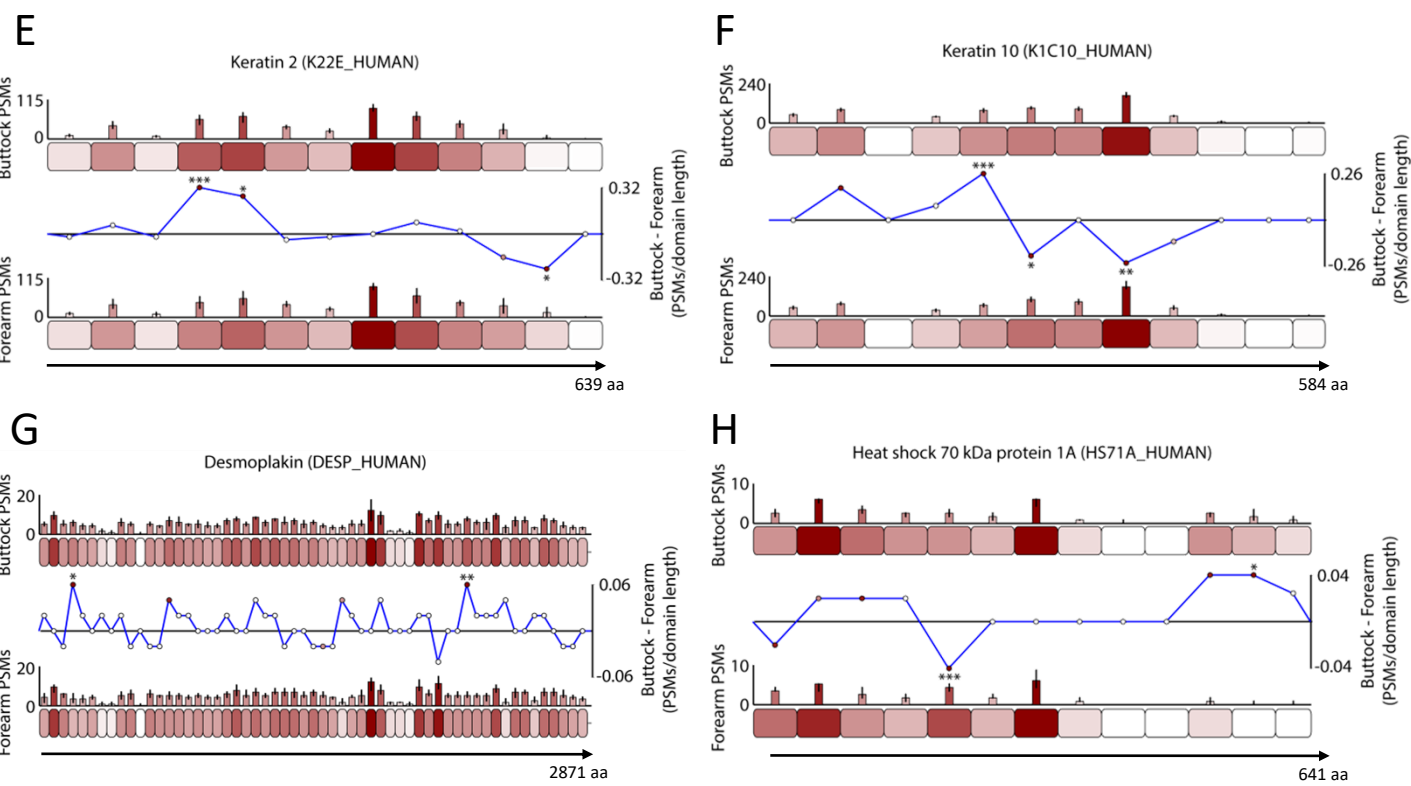 E
Keratin 2 (K22E_HUMAN)
Buttock PSMs
115
0
***
*
*
0.32
-0.32
Buttock - Forearm
(PSMs/domain length)
Forearm PSMs
115
0
639 aa
F
Keratin 10 (K1C10_HUMAN)
Buttock PSMs
240
0
***
*
**
0.26
-0.26
Buttock - Forearm
(PSMs/domain length)
Forearm PSMs
240
0
584 aa
G
Desmoplakin (DESP_HUMAN)
Buttock PSMs
20
0
*
**
0.06
-0.06
Buttock - Forearm
(PSMs/domain length)
Forearm PSMs
20
0
2871 aa
H
Heat shock 70 kDa protein 1A (HS71A_HUMAN)
Buttock PSMs
10
0
*
***
0.04
-0.04
Buttock - Forearm
(PSMs/domain length)
Forearm PSMs
10
0
641 aa